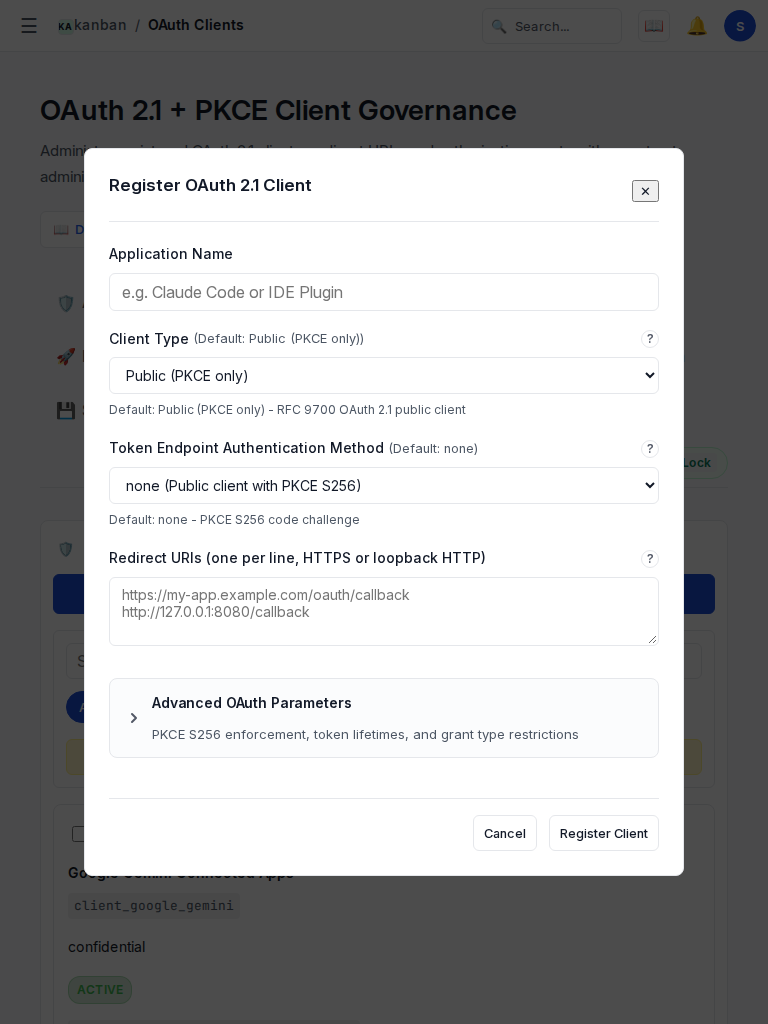 KA kanban / OAuth Clients
Search...
S
OAuth 2.1 + PKCE Client Governance
Register OAuth 2.1 Client
×
Application Name
e.g. Claude Code or IDE Plugin
Client Type (Default: Public (PKCE only))
?
Public (PKCE only)
Default: Public (PKCE only) - RFC 9700 OAuth 2.1 public client
Token Endpoint Authentication Method (Default: none)
?
none (Public client with PKCE S256)
Default: none - PKCE S256 code challenge
Lock
Redirect URIs (one per line, HTTPS or loopback HTTP)
?
https://my-app.example.com/oauth/callback
http://127.0.0.1:8080/callback
Advanced OAuth Parameters
PKCE S256 enforcement, token lifetimes, and grant type restrictions
Cancel
Register Client
Google Gemini Connected Apps
client_google_gemini
confidential
ACTIVE